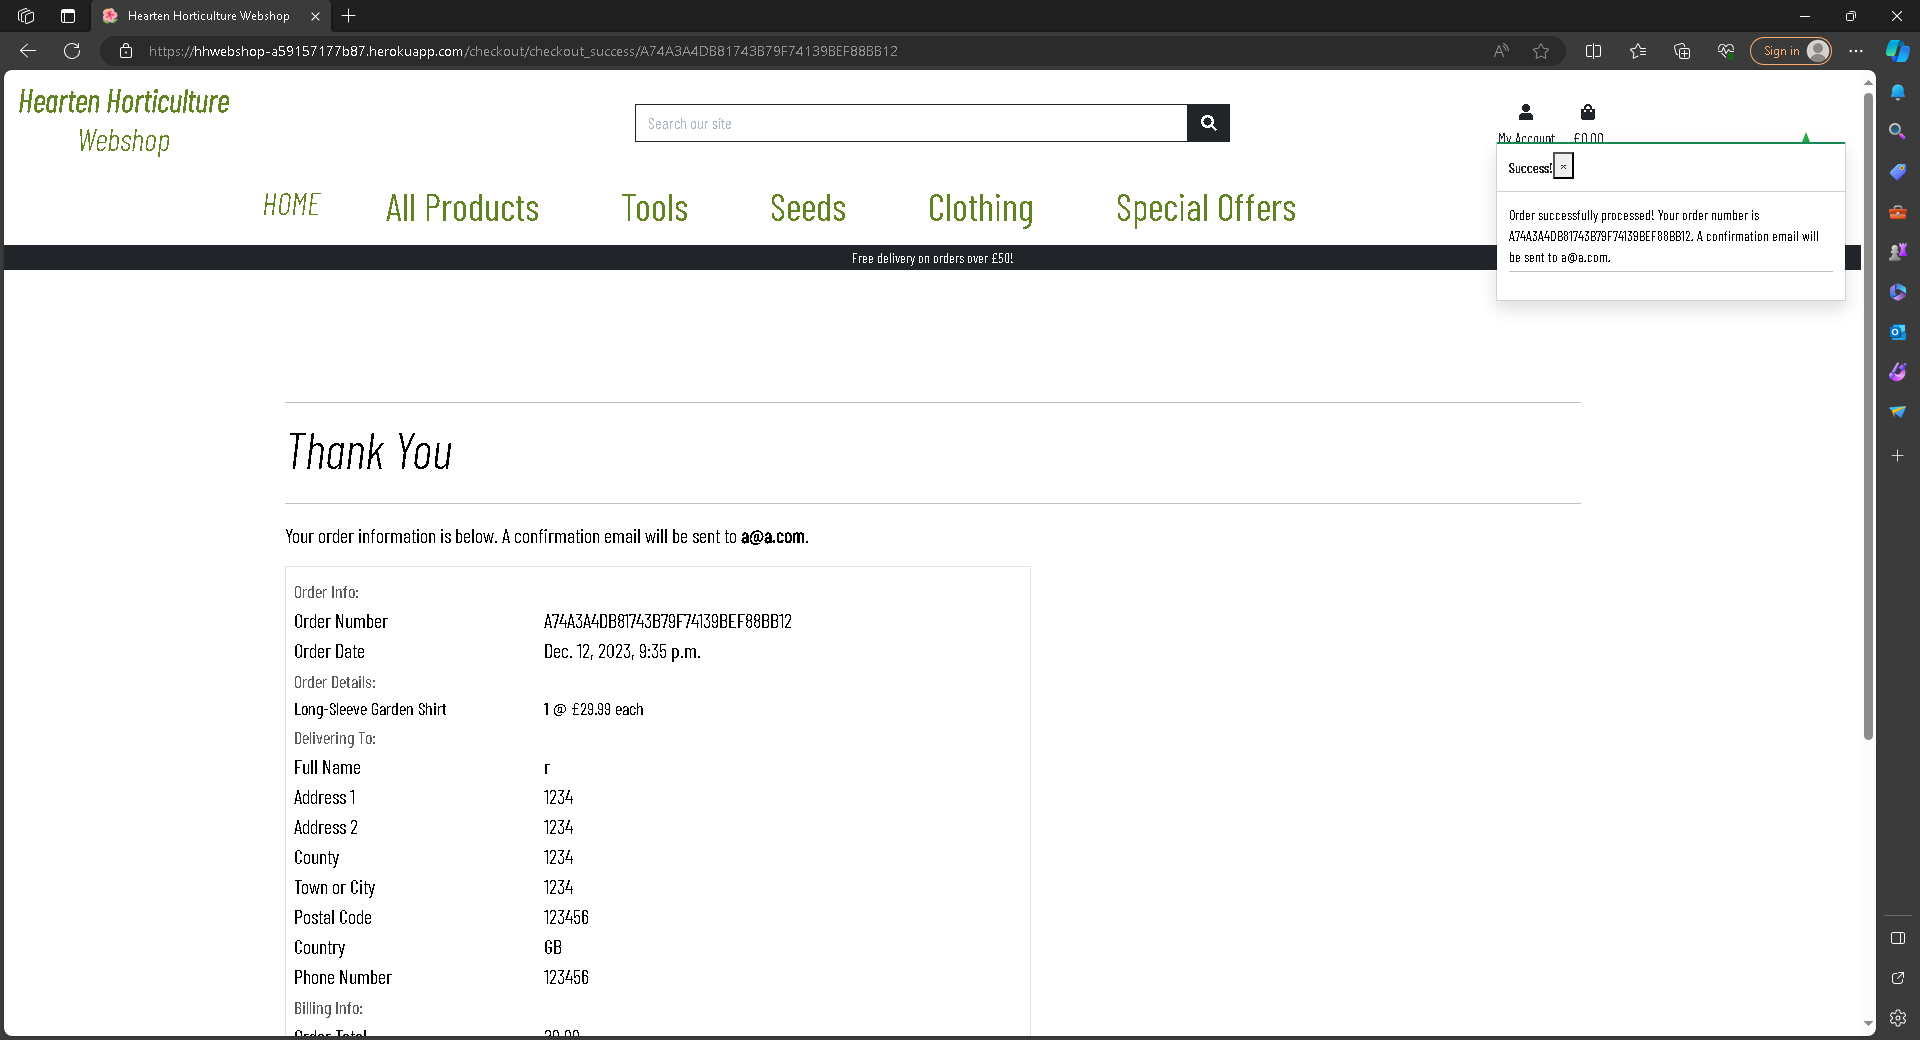 Hearten Horticulture Webshop
https://hhwebshop-a59157177b87.herokuapp.com/checkout/checkout_success/A74A3A4DB81743B79F74139BEF88BB12
Sign in
Hearten Horticulture
Webshop
Search our site
My Account
£0.00
HOME
All Products
Tools
Seeds
Clothing
Special Offers
Success!
×
Order successfully processed! Your order number is
A74A3A4DB81743B79F74139BEF88BB12. A confirmation email will
be sent to a@a.com.
Free delivery on orders over £50!
Thank You
Your order information is below. A confirmation email will be sent to a@a.com.
Order Info:
Order Number A74A3A4DB81743B79F74139BEF88BB12
Order Date Dec. 12, 2023, 9:35 p.m.
Order Details:
Long-Sleeve Garden Shirt 1 @ £29.99 each
Delivering To:
Full Name r
Address 1 1234
Address 2 1234
County 1234
Town or City 1234
Postal Code 123456
Country GB
Phone Number 123456
Billing Info:
Order Total